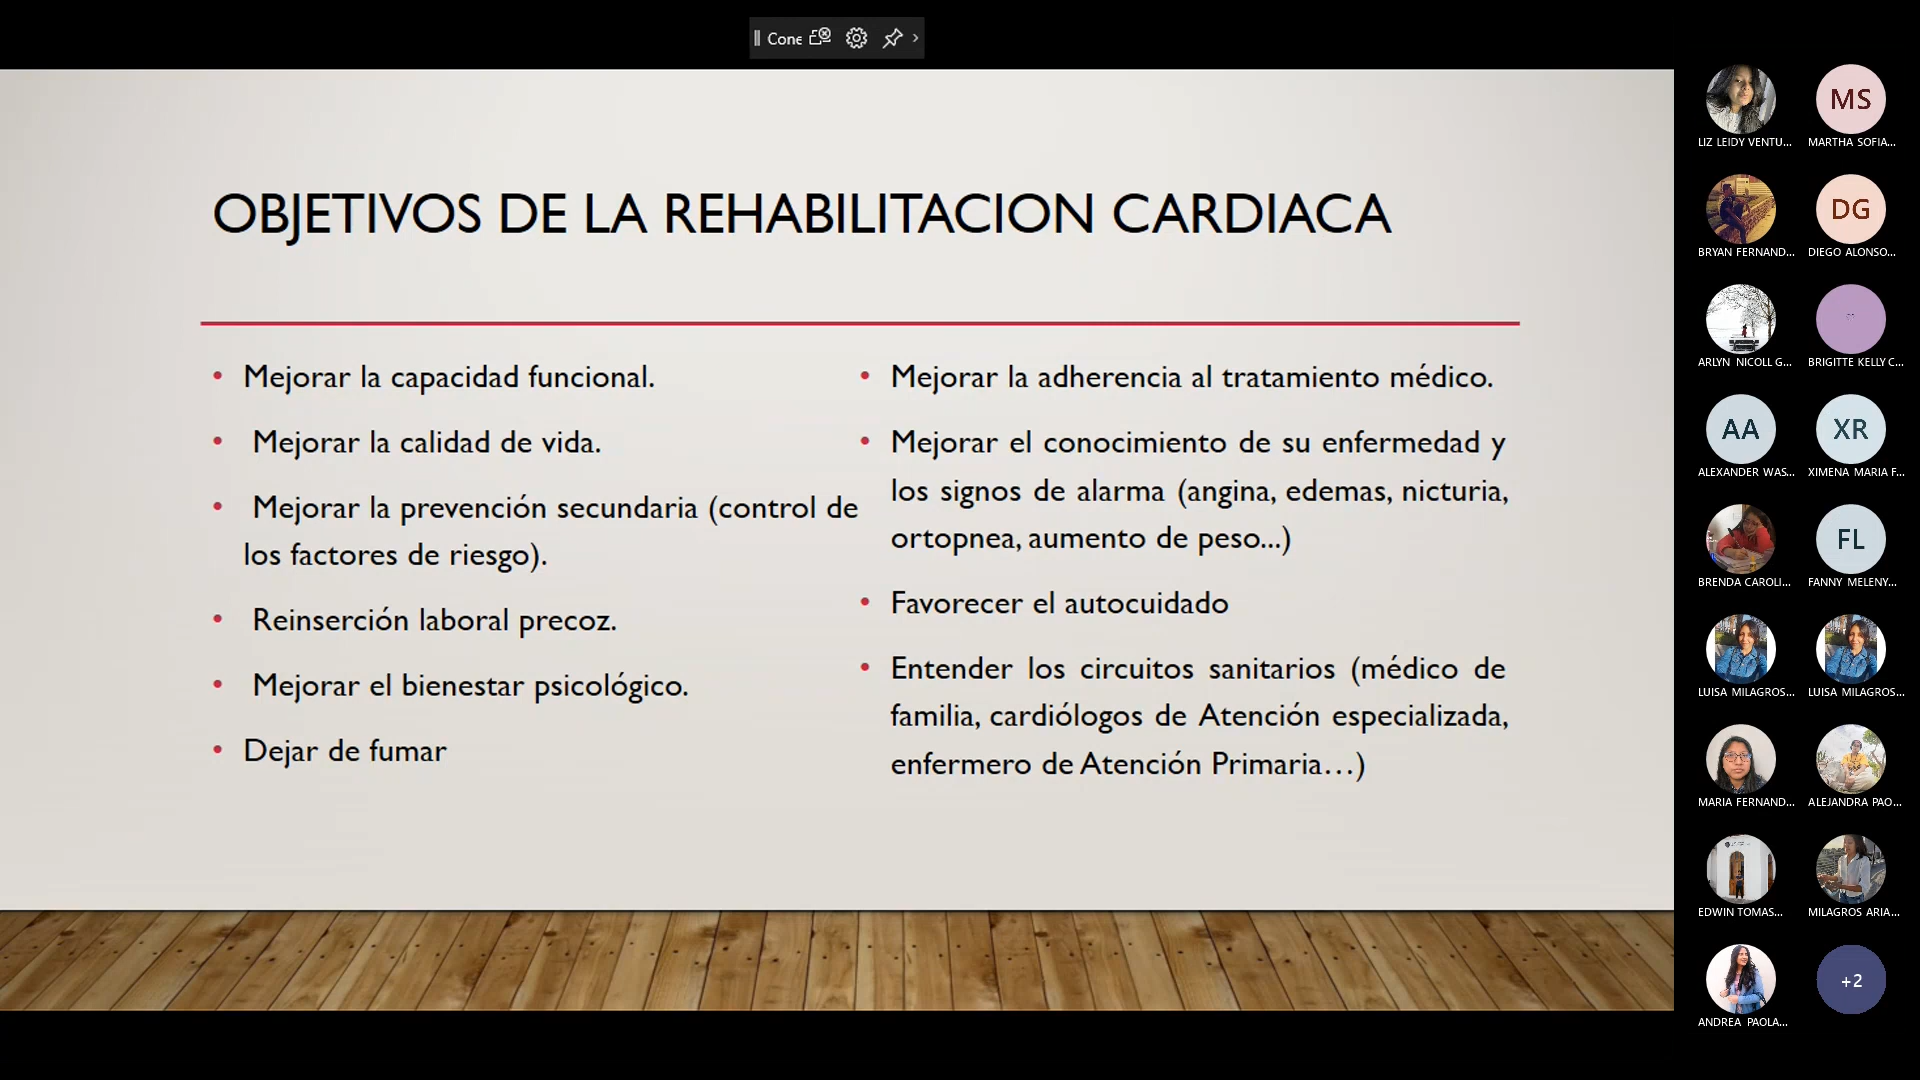 Cone
OBJETIVOS DE LA REHABILITACION CARDIACA
• Mejorar la capacidad funcional.
• Mejorar la calidad de vida.
• Mejorar la prevención secundaria (control de
los factores de riesgo).
• Reinserción laboral precoz.
• Mejorar el bienestar psicológico.
• Dejar de fumar
• Mejorar la adherencia al tratamiento médico.
• Mejorar el conocimiento de su enfermedad y
los signos de alarma (angina, edemas, nicturia,
ortopnea, aumento de peso...)
• Favorecer el autocuidado
• Entender los circuitos sanitarios (médico de
familia, cardiólogos de Atención especializada,
enfermero de Atención Primaria…)
MS
LIZ LEIDY VENTU...
MARTHA SOFIA...
DG
BRYAN FERNAND...
DIEGO ALONSO...
ARLYN NICOLL G...
BRIGITTE KELLY C...
AA
XR
ALEXANDER WAS...
XIMENA MARIA F...
FL
BRENDA CAROLI...
FANNY MELENY...
LUISA MILAGROS...
LUISA MILAGROS...
MARIA FERNAND...
ALEJANDRA PAO...
EDWIN TOMAS...
MILAGROS ARIA...
+2
ANDREA PAOLA...